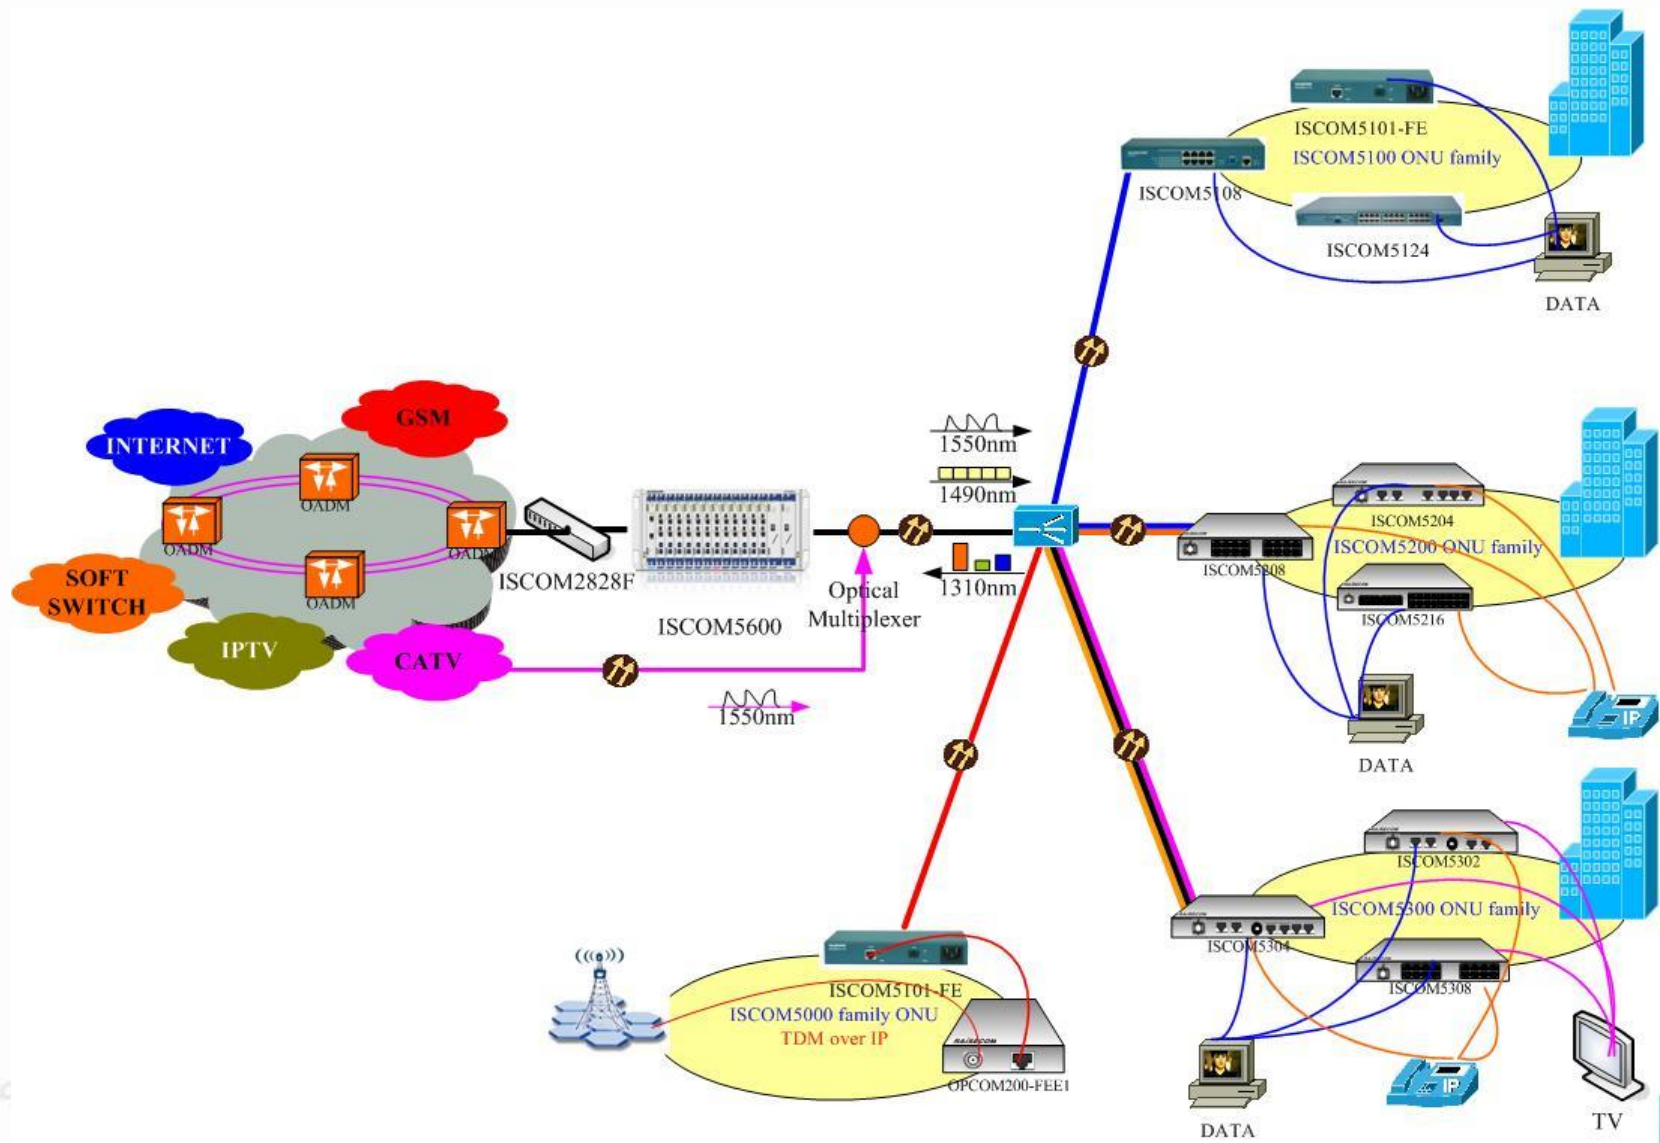 ISCOM5101-FE
ISCOM5100 ONU family
ISCOM5108
ISCOM5124
DATA
GSM
INTERNET
OADM
OADM
OADM
OADM
SOFT
SWITCH
IPTV
CATV
ISCOM2828F
ISCOM5600
Optical
Multiplexer
1550nm
1550nm
1490nm
1310nm
ISCOM5204
ISCOM5200 ONU family
ISCOM5208
ISCOM5216
IP
DATA
RAISECOM
ISCOM5302
ISCOM5300 ONU family
ISCOM5304
ISCOM5308
DATA
IP
TV
ISCOM5101-FE
ISCOM5000 family ONU
TDM over IP
RAISECOM
OPCOM200-FEE1